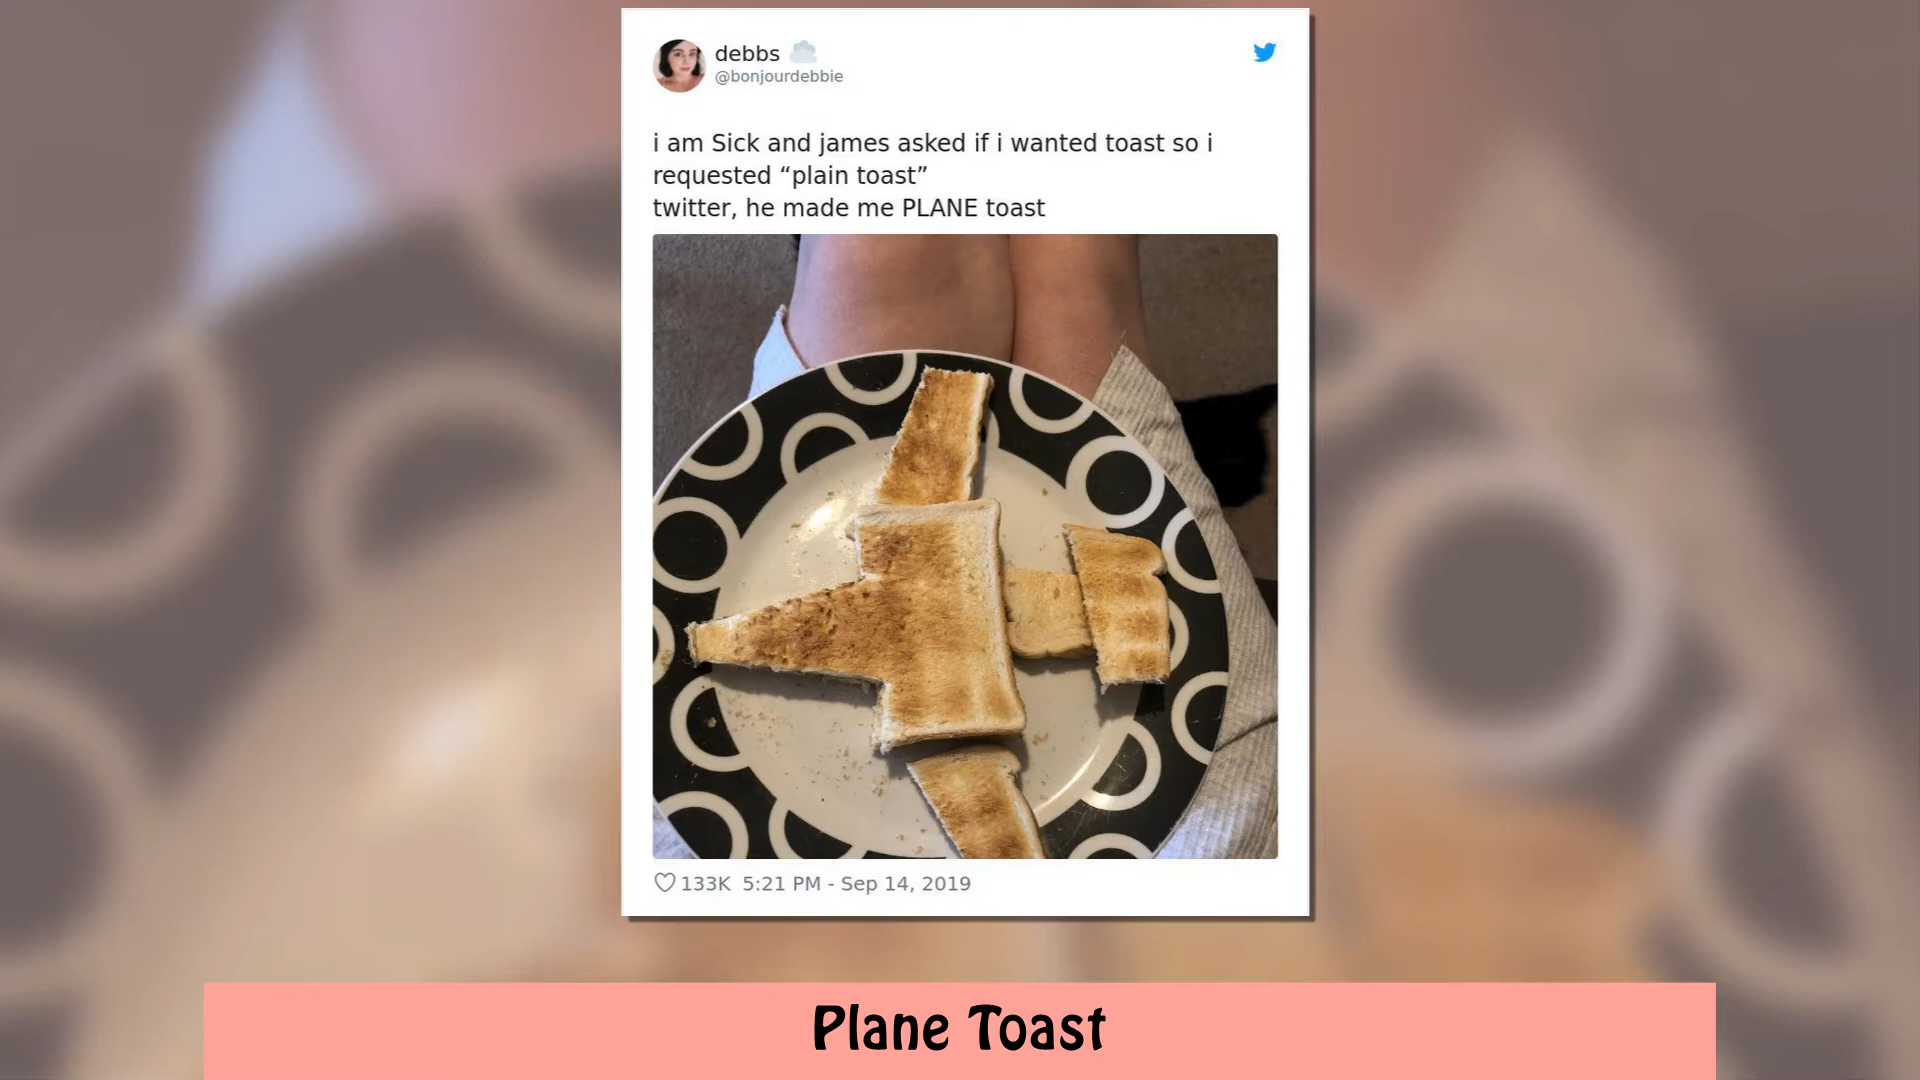 debbs
@bonjourdebbie
i am Sick and james asked if i wanted toast so i
requested “plain toast”
twitter, he made me PLANE toast
133K 5:21 PM - Sep 14, 2019
Plane Toast